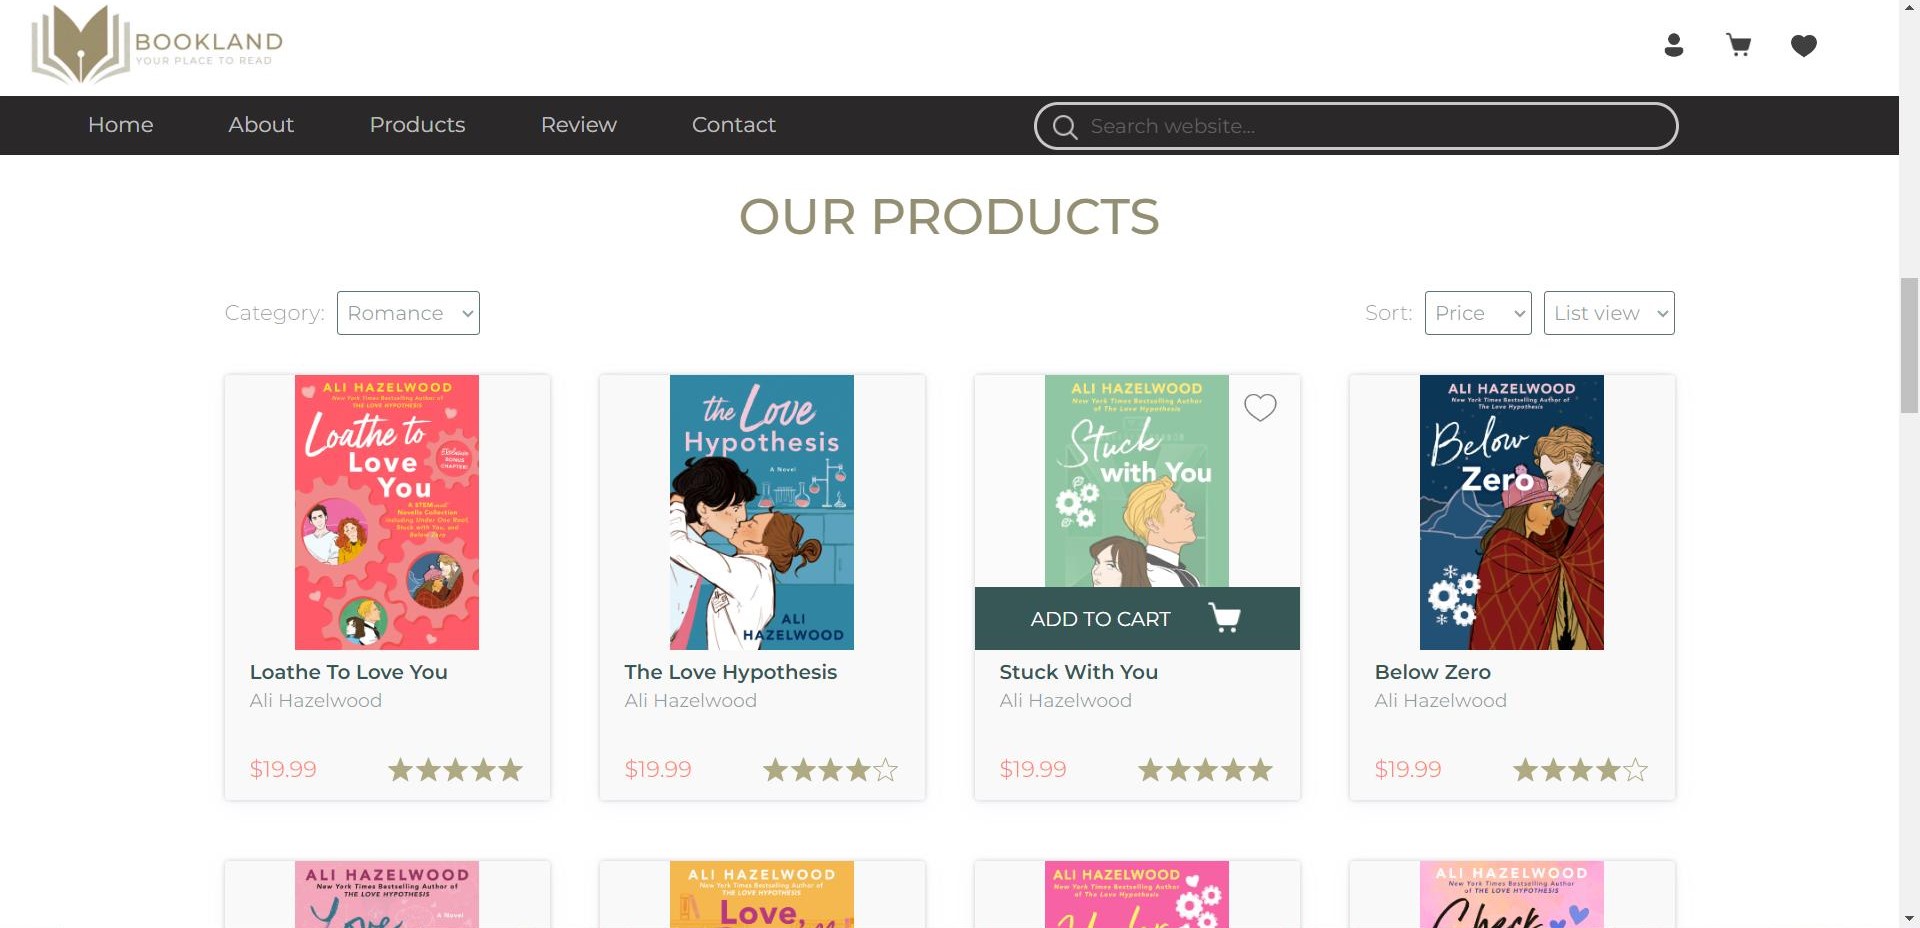 BOOKLAND
YOUR PLACE TO READ
Home About Products Review Contact Search website...
OUR PRODUCTS
Category: Romance Sort: Price List view
ALI HAZELWOOD
New York Times Bestselling Author of
THE LOVE HYPOTHESIS
Loathe to
Love
You
Exclusive
BONUS
CHAPTER!
A STEMinist
Novella Collection
Including Under One Roof,
Stuck with You, and
Below Zero
the Love
Hypothesis
A Novel
ALI
HAZELWOOD
ALI HAZELWOOD
New York Times Bestselling Author
of The Love Hypothesis
Stuck
with You
ADD TO CART
ALI HAZELWOOD
New York Times Bestselling Author of
The Love Hypothesis
Below
Zero
Loathe To Love You
Ali Hazelwood
$19.99
The Love Hypothesis
Ali Hazelwood
$19.99
Stuck With You
Ali Hazelwood
$19.99
Below Zero
Ali Hazelwood
$19.99
ALI HAZELWOOD
New York Times Bestselling Author of
THE LOVE HYPOTHESIS
A Novel
Love
ALI HAZELWOOD
New York Times Bestselling Author of
THE LOVE HYPOTHESIS
Love,
ALI HAZELWOOD
New York Times Bestselling Author
of The Love Hypothesis
Under
ALI HAZELWOOD
New York Times Bestselling Author
of THE LOVE HYPOTHESIS
Check